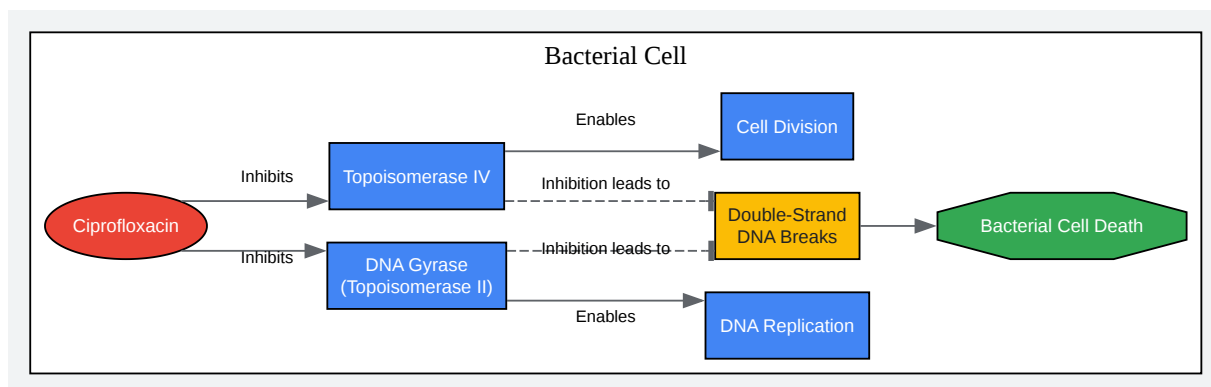 Bacterial Cell
Enables
Cell Division
Inhibits
Topoisomerase IV
Inhibition leads to
Ciprofloxacin
Double-Strand
DNA Breaks
Bacterial Cell Death
Inhibits
DNA Gyrase
(Topoisomerase II)
Inhibition leads to
Enables
DNA Replication